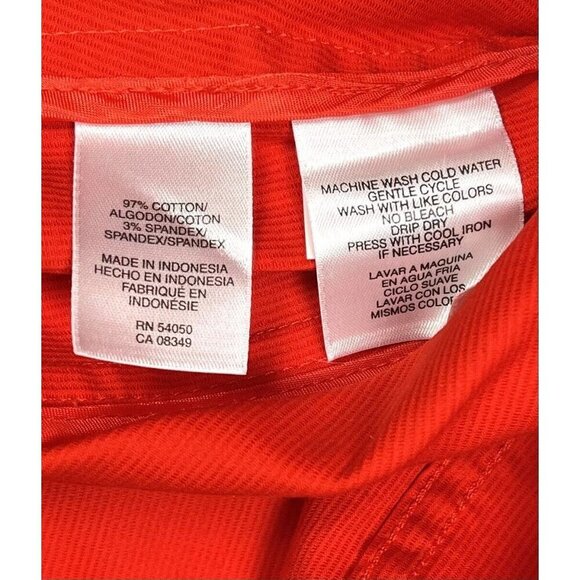 97% COTTON/
ALGODON/COTON
3% SPANDEX/
SPANDEX/SPANDEX
MADE IN INDONESIA
HECHO EN INDONESIA
FABRIQUÉ EN
INDONÉSIE
RN 54050
CA 08349
MACHINE WASH COLD WATER
GENTLE CYCLE
WASH WITH LIKE COLORS
NO BLEACH
DRIP DRY
PRESS WITH COOL IRON
IF NECESSARY
LAVAR A MAQUINA
EN AGUA FRIA
CICLO SUAVE
LAVAR CON LOS
MISMOS